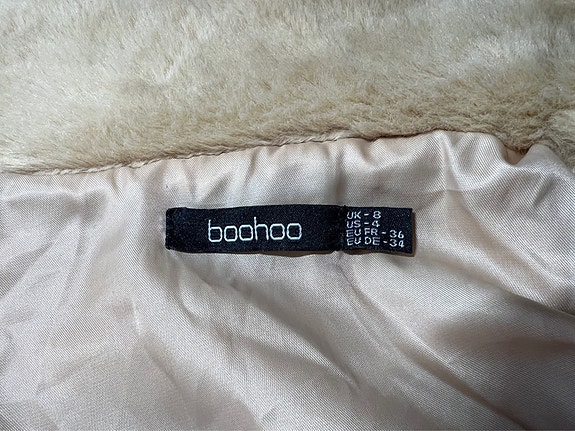 boohoo
UK - 8
US - 4
EU FR - 36
EU DE - 34